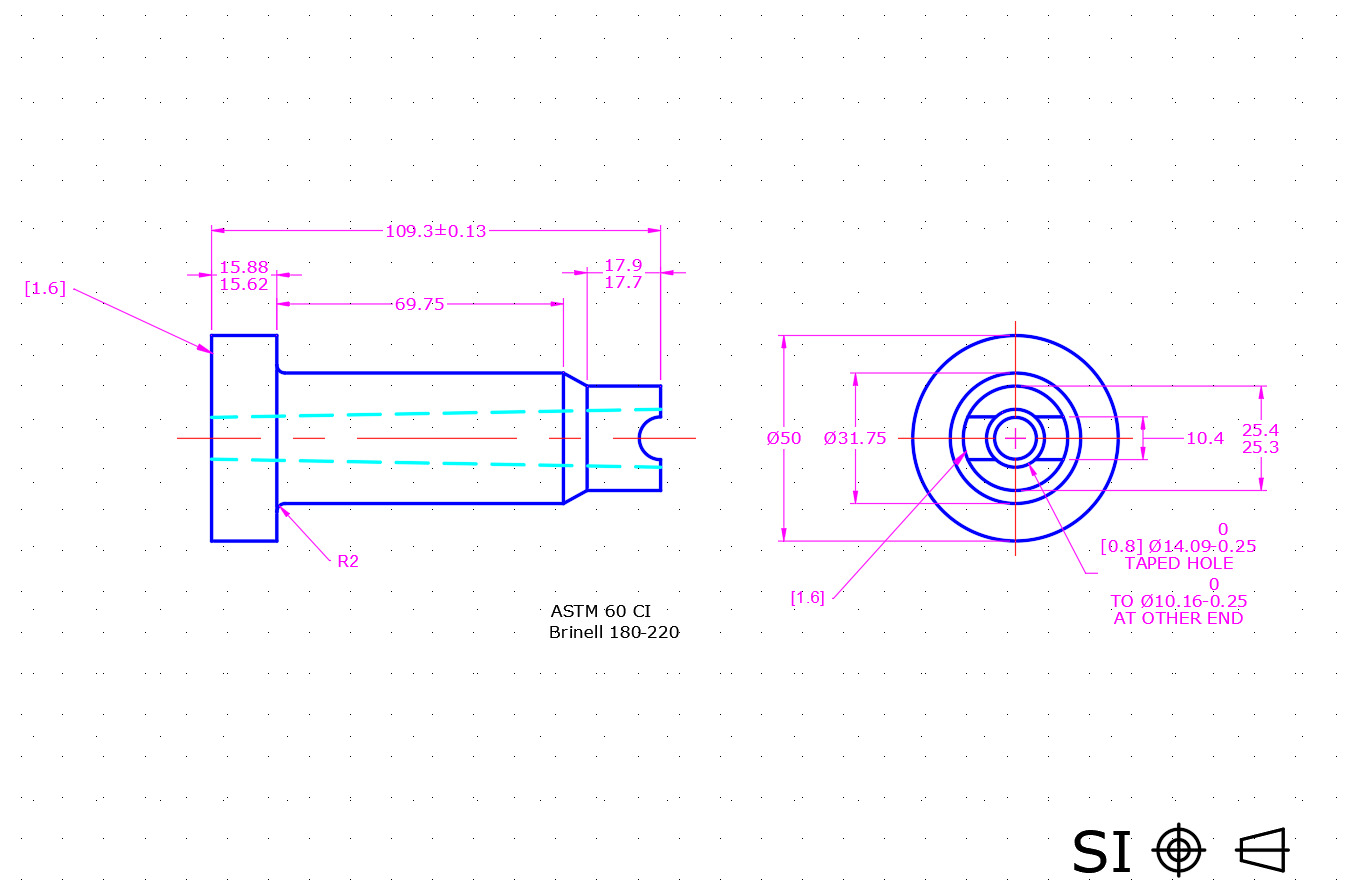 109.3±0.13
15.88
15.62
17.9
17.7
[1.6]
69.75
R2
Ø50
Ø31.75
10.4
25.4
25.3
[1.6]
0
[0.8] Ø14.09-0.25
TAPED HOLE
0
TO Ø10.16-0.25
AT OTHER END
ASTM 60 CI
Brinell 180-220
SI